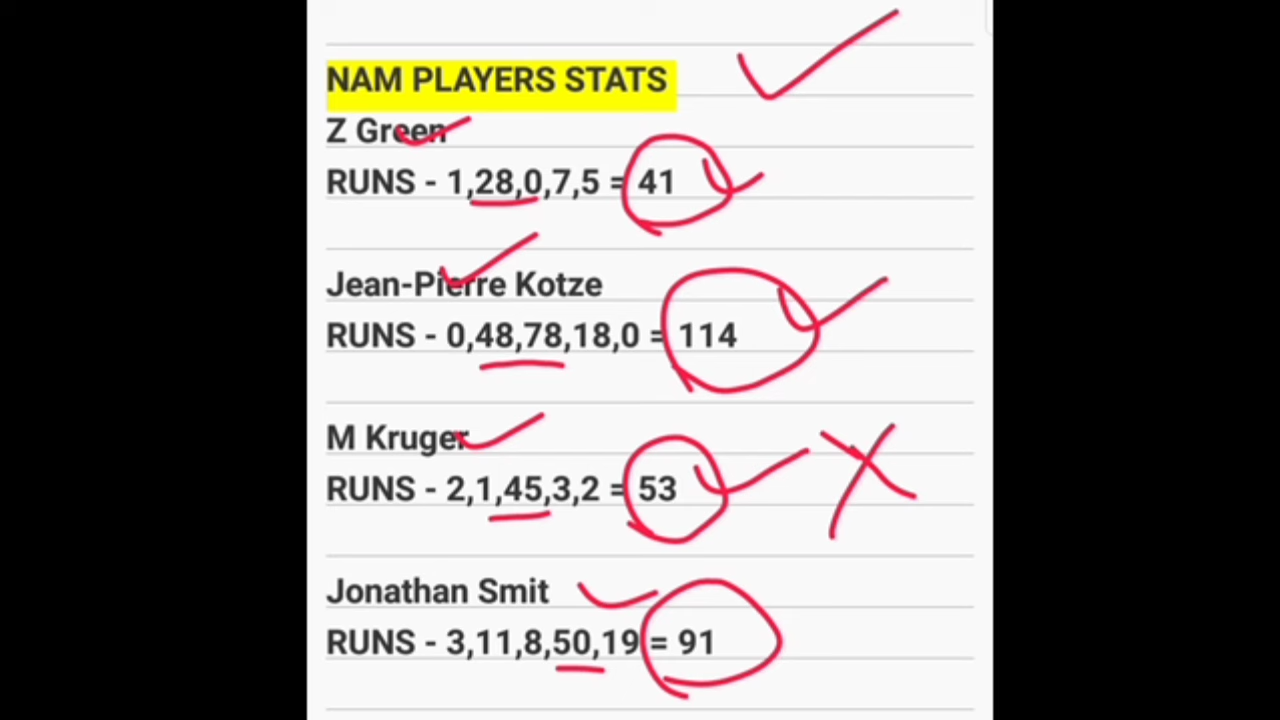 NAM PLAYERS STATS
Z Green
RUNS - 1,28,0,7,5 = 41
Jean-Pierre Kotze
RUNS - 0,48,78,18,0 = 114
M Kruger
RUNS - 2,1,45,3,2 = 53
Jonathan Smit
RUNS - 3,11,8,50,19 = 91